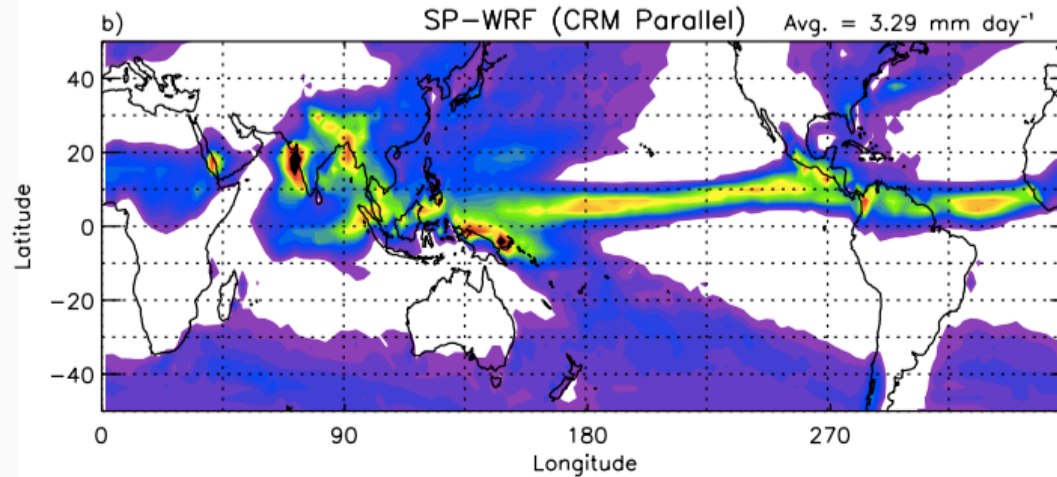 b) SP-WRF (CRM Parallel) Avg. = 3.29 mm day⁻¹
40
20
0
−20
−40
Latitude
0 90 180 270
Longitude